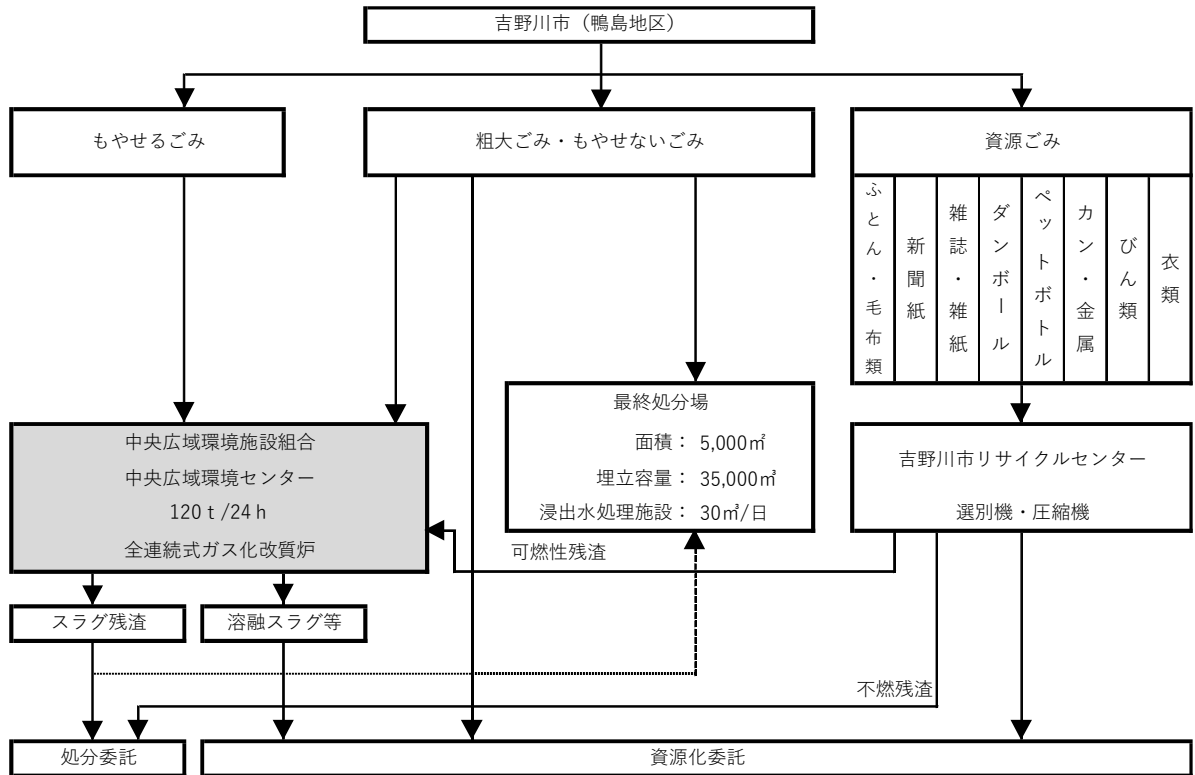 吉野川市（鴨島地区）
もやせるごみ
粗大ごみ・もやせないごみ
資源ごみ
ふとん・毛布類
新聞紙
雑誌・雑紙
ダンボール
ペットボトル
カン・金属
びん類
衣類
最終処分場
面積： 5,000㎡
埋立容量： 35,000㎥
浸出水処理施設： 30㎥/日
中央広域環境施設組合
中央広域環境センター
120ｔ/24ｈ
全連続式ガス化改質炉
吉野川市リサイクルセンター
選別機・圧縮機
可燃性残渣
スラグ残渣
溶融スラグ等
不燃残渣
処分委託
資源化委託